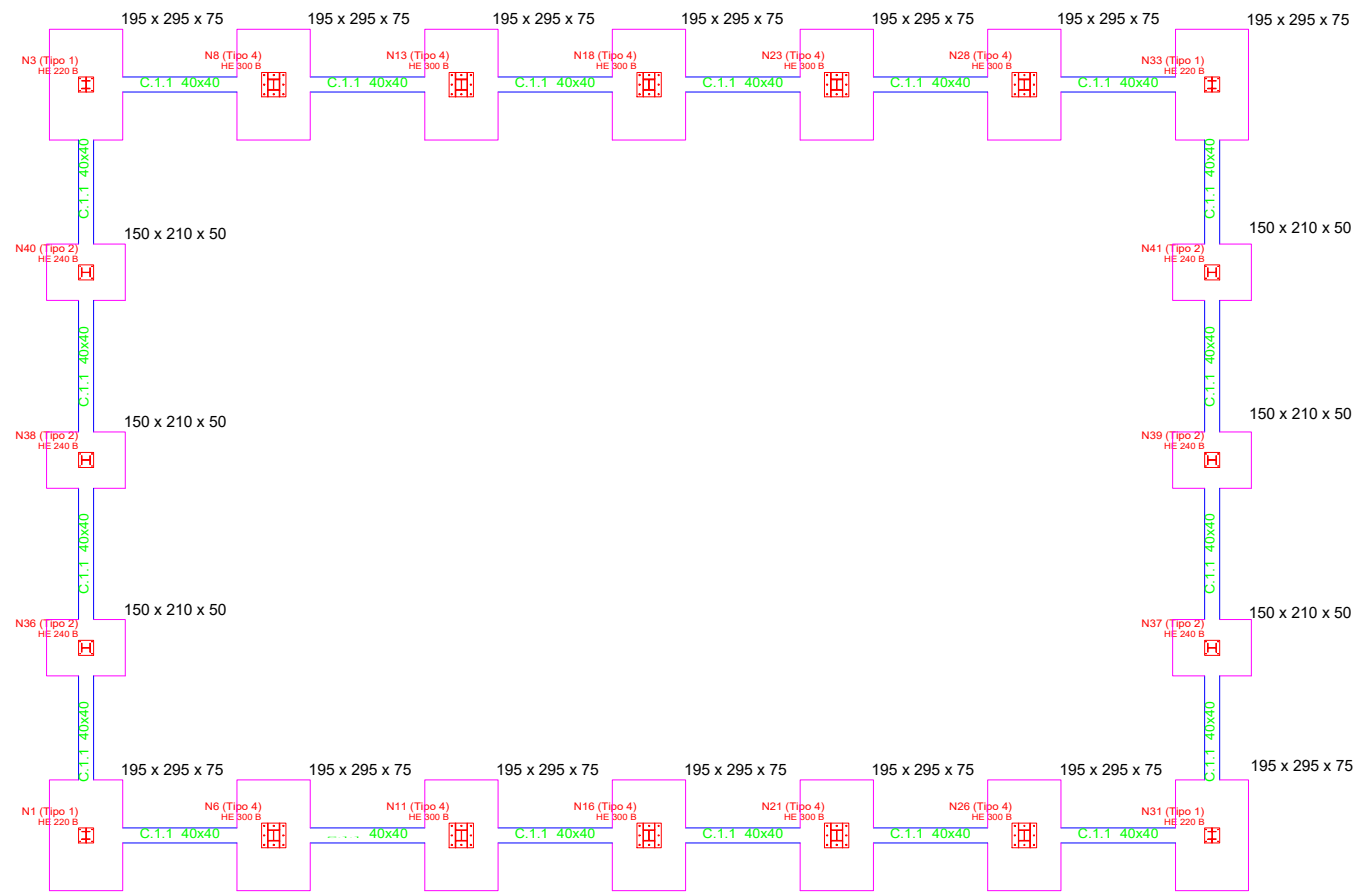 195 x 295 x 75
195 x 295 x 75
195 x 295 x 75
195 x 295 x 75
195 x 295 x 75
195 x 295 x 75
195 x 295 x 75
N3 (Tipo 1)
HE 220 B
N8 (Tipo 4)
HE 300 B
N13 (Tipo 4)
HE 300 B
N18 (Tipo 4)
HE 300 B
N23 (Tipo 4)
HE 300 B
N28 (Tipo 4)
HE 300 B
N33 (Tipo 1)
HE 220 B
C.1.1 40x40
C.1.1 40x40
C.1.1 40x40
C.1.1 40x40
C.1.1 40x40
C.1.1 40x40
C.1.1 40x40
C.1.1 40x40
150 x 210 x 50
N40 (Tipo 2)
HE 240 B
150 x 210 x 50
N41 (Tipo 2)
HE 240 B
C.1.1 40x40
C.1.1 40x40
150 x 210 x 50
N38 (Tipo 2)
HE 240 B
150 x 210 x 50
N39 (Tipo 2)
HE 240 B
C.1.1 40x40
C.1.1 40x40
150 x 210 x 50
N36 (Tipo 2)
HE 240 B
150 x 210 x 50
N37 (Tipo 2)
HE 240 B
C.1.1 40x40
C.1.1 40x40
195 x 295 x 75
195 x 295 x 75
195 x 295 x 75
195 x 295 x 75
195 x 295 x 75
195 x 295 x 75
195 x 295 x 75
N1 (Tipo 1)
HE 220 B
N6 (Tipo 4)
HE 300 B
N11 (Tipo 4)
HE 300 B
N16 (Tipo 4)
HE 300 B
N21 (Tipo 4)
HE 300 B
N26 (Tipo 4)
HE 300 B
N31 (Tipo 1)
HE 220 B
C.1.1 40x40
40x40
C.1.1 40x40
C.1.1 40x40
C.1.1 40x40
C.1.1 40x40